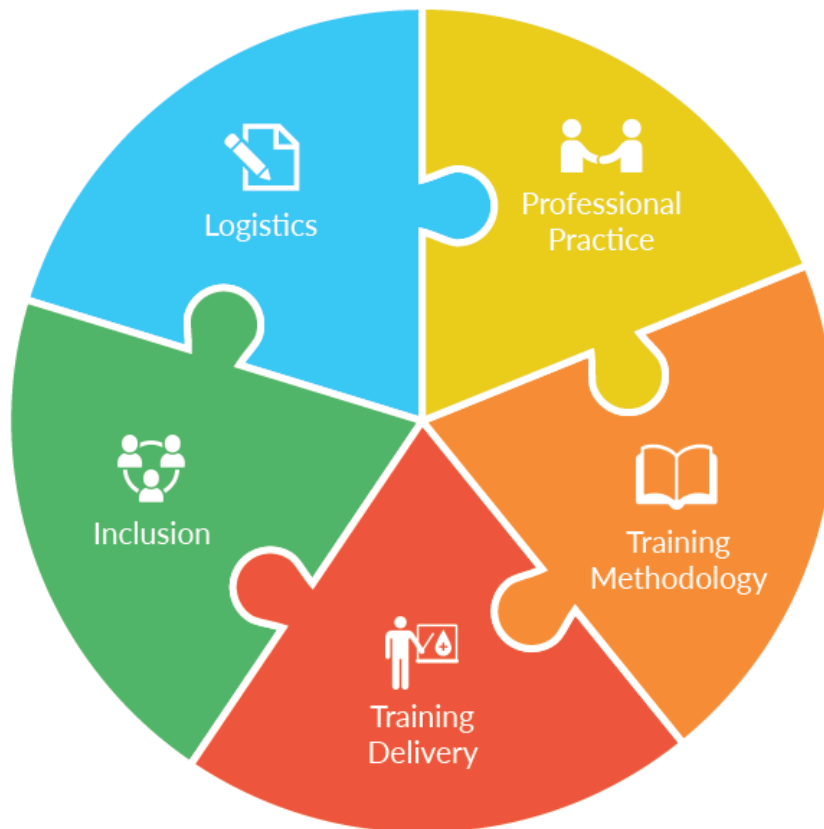 Logistics
Professional
Practice
Inclusion
Training
Methodology
Training
Delivery